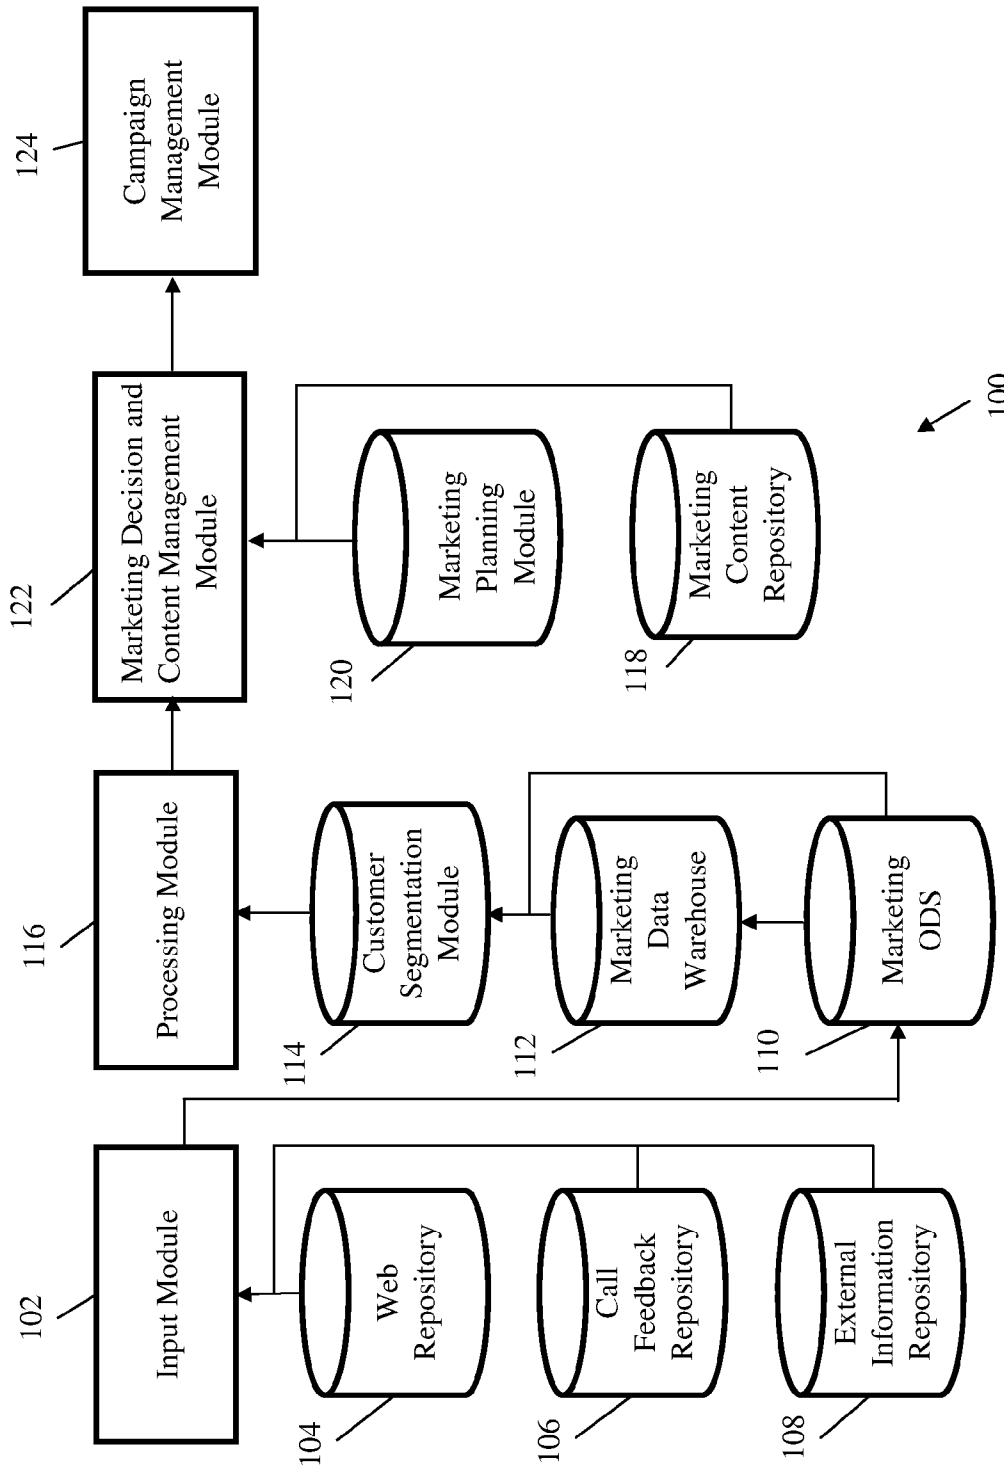 102
Input Module
104
Web
Repository
106
Call
Feedback
Repository
108
External
Information
Repository
116
Processing Module
114
Customer
Segmentation
Module
112
Marketing
Data
Warehouse
110
Marketing
ODS
122
Marketing Decision and
Content Management
Module
120
Marketing
Planning
Module
118
Marketing
Content
Repository
124
Campaign
Management
Module
100